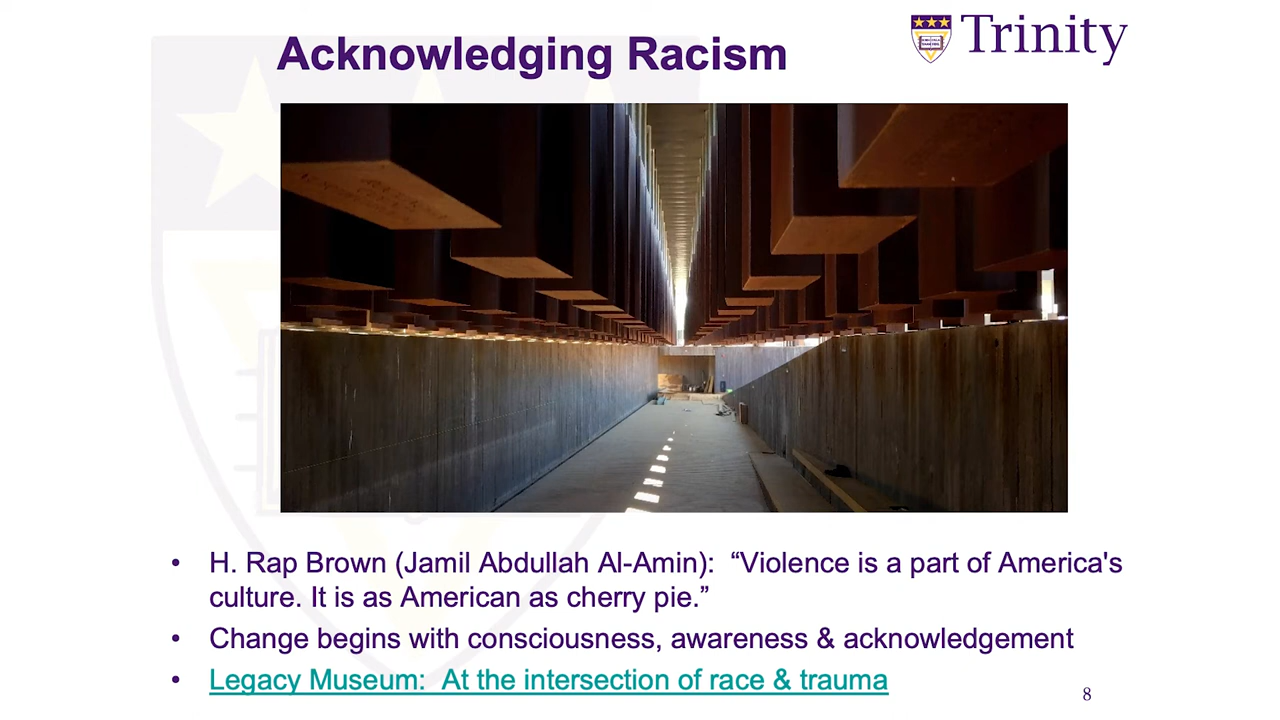 Acknowledging Racism
Trinity
• H. Rap Brown (Jamil Abdullah Al-Amin):  “Violence is a part of America's
culture. It is as American as cherry pie.”
• Change begins with consciousness, awareness & acknowledgement
• Legacy Museum:  At the intersection of race & trauma
8